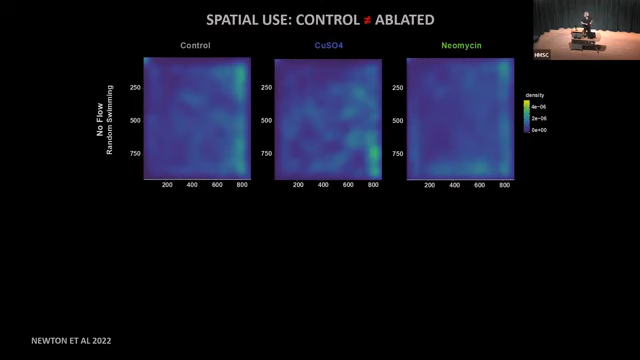 SPATIAL USE: CONTROL ≠ ABLATED
HMSC
Control
CuSO4
Neomycin
No Flow
Random Swimming
250
500
750
200 400 600 800
250
500
750
200 400 600 800
250
500
750
200 400 600 800
density
4e-06
2e-06
0e+00
NEWTON ET AL 2022